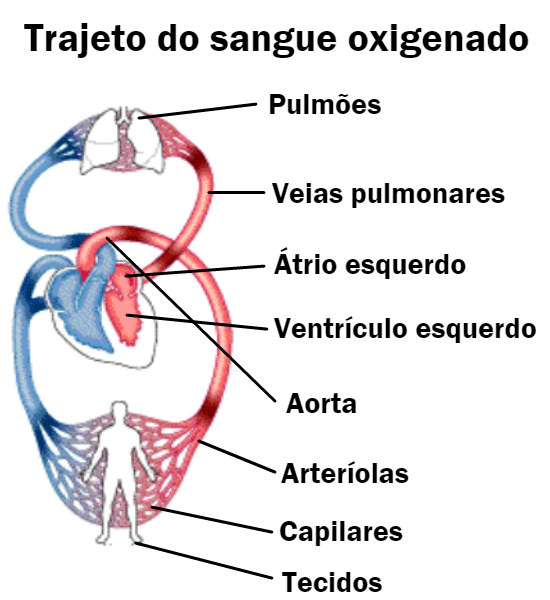 Trajeto do sangue oxigenado
Pulmões
Veias pulmonares
Átrio esquerdo
Ventrículo esquerdo
Aorta
Arteríolas
Capilares
Tecidos